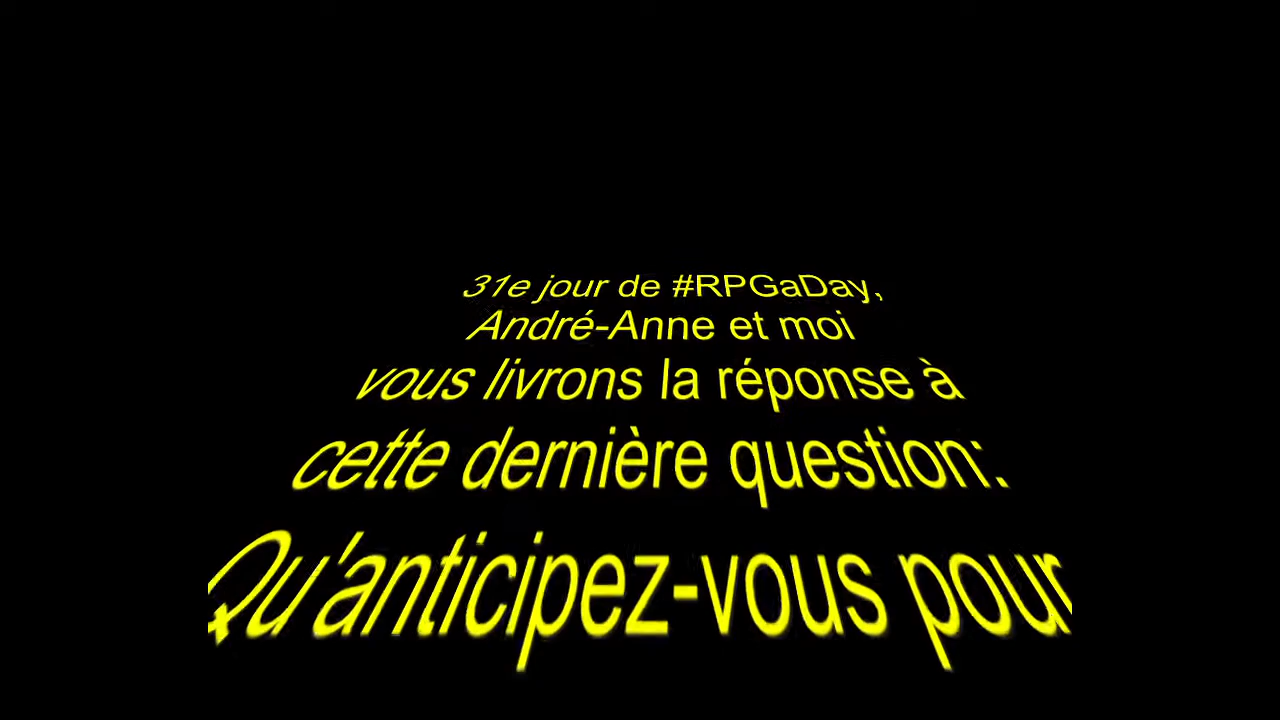 31e jour de #RPGaDay,
André-Anne et moi
vous livrons la réponse à
cette dernière question:
Qu'anticipez-vous pour